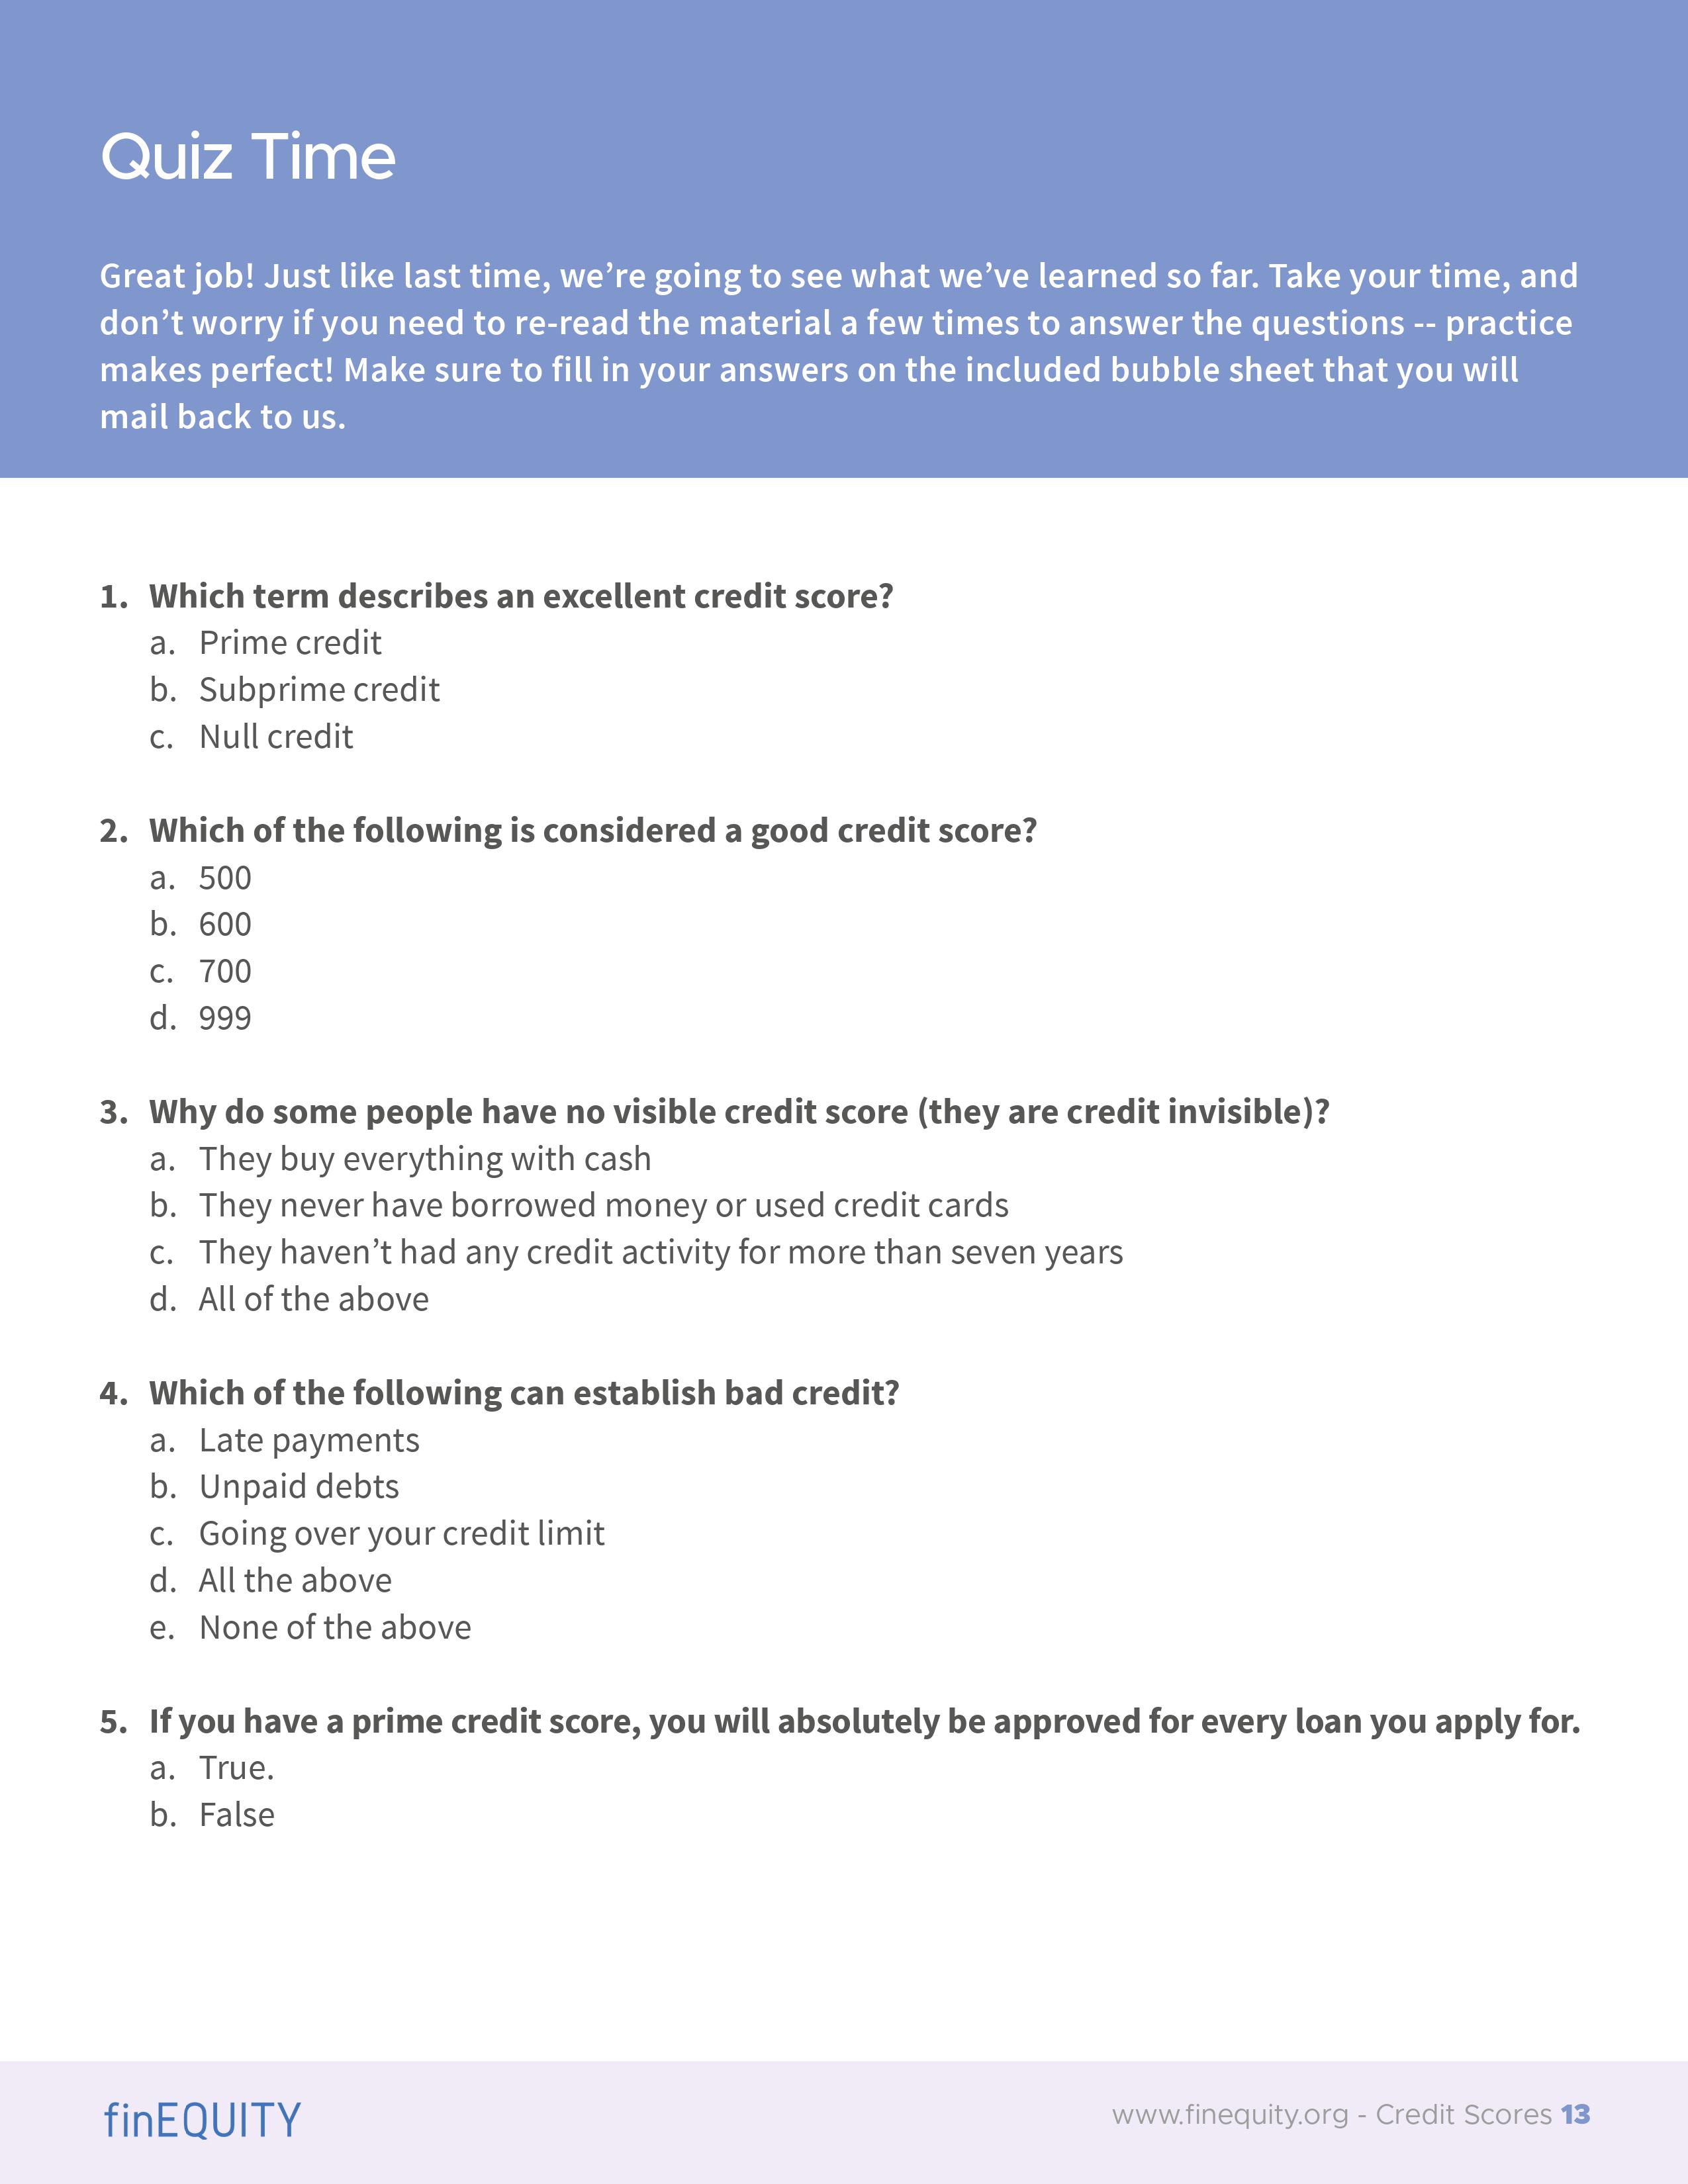 Quiz Time
Great job! Just like last time, we’re going to see what we’ve learned so far. Take your time, and
don’t worry if you need to re-read the material a few times to answer the questions -- practice
makes perfect! Make sure to fill in your answers on the included bubble sheet that you will
mail back to us.
1. Which term describes an excellent credit score?
a. Prime credit
b. Subprime credit
c. Null credit
2. Which of the following is considered a good credit score?
a. 500
b. 600
c. 700
d. 999
3. Why do some people have no visible credit score (they are credit invisible)?
a. They buy everything with cash
b. They never have borrowed money or used credit cards
c. They haven’t had any credit activity for more than seven years
d. All of the above
4. Which of the following can establish bad credit?
a. Late payments
b. Unpaid debts
c. Going over your credit limit
d. All the above
e. None of the above
5. If you have a prime credit score, you will absolutely be approved for every loan you apply for.
a. True.
b. False
finEQUITY
www.finequity.org - Credit Scores 13